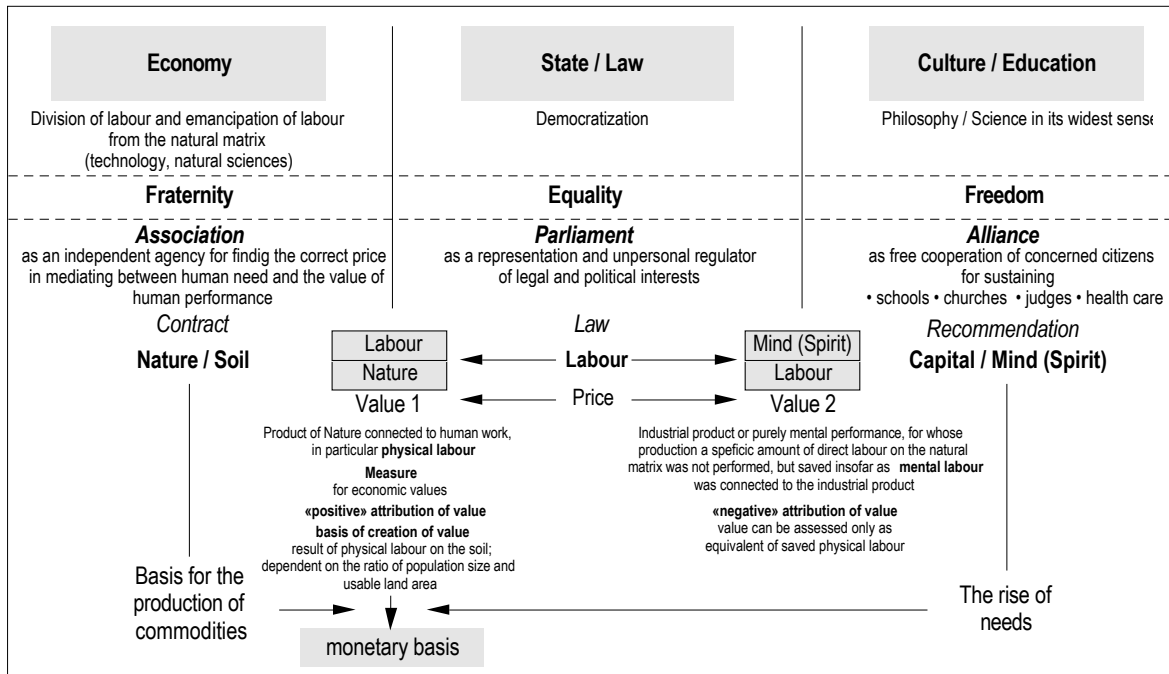 Economy
State / Law
Culture / Education
Division of labour and emancipation of labour
from the natural matrix
(technology, natural sciences)
Democratization
Philosophy / Science in its widest sense
Fraternity
Equality
Freedom
Association
as an independent agency for findig the correct price
in mediating between human need and the value of
human performance
Parliament
as a representation and unpersonal regulator
of legal and political interests
Alliance
as free cooperation of concerned citizens
for sustaining
• schools • churches • judges • health care
Contract
Law
Recommendation
Nature / Soil
Labour
Nature
Value 1
Labour
Price
Mind (Spirit)
Labour
Value 2
Capital / Mind (Spirit)
Product of Nature connected to human work,
in particular physical labour
Measure
for economic values
«positive» attribution of value
basis of creation of value
result of physical labour on the soil;
dependent on the ratio of population size and
usable land area
Industrial product or purely mental performance, for whose
production a speficic amount of direct labour on the natural
matrix was not performed, but saved insofar as mental labour
was connected to the industrial product
«negative» attribution of value
value can be assessed only as
equivalent of saved physical labour
Basis for the
production of
commodities
The rise of
needs
monetary basis